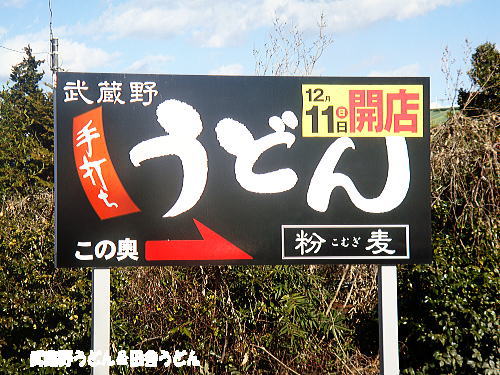 武蔵野
手打ち
うどん
12月
11日日
開店
この奥
粉 こむぎ 麦
武蔵野うどん&田舎うどん